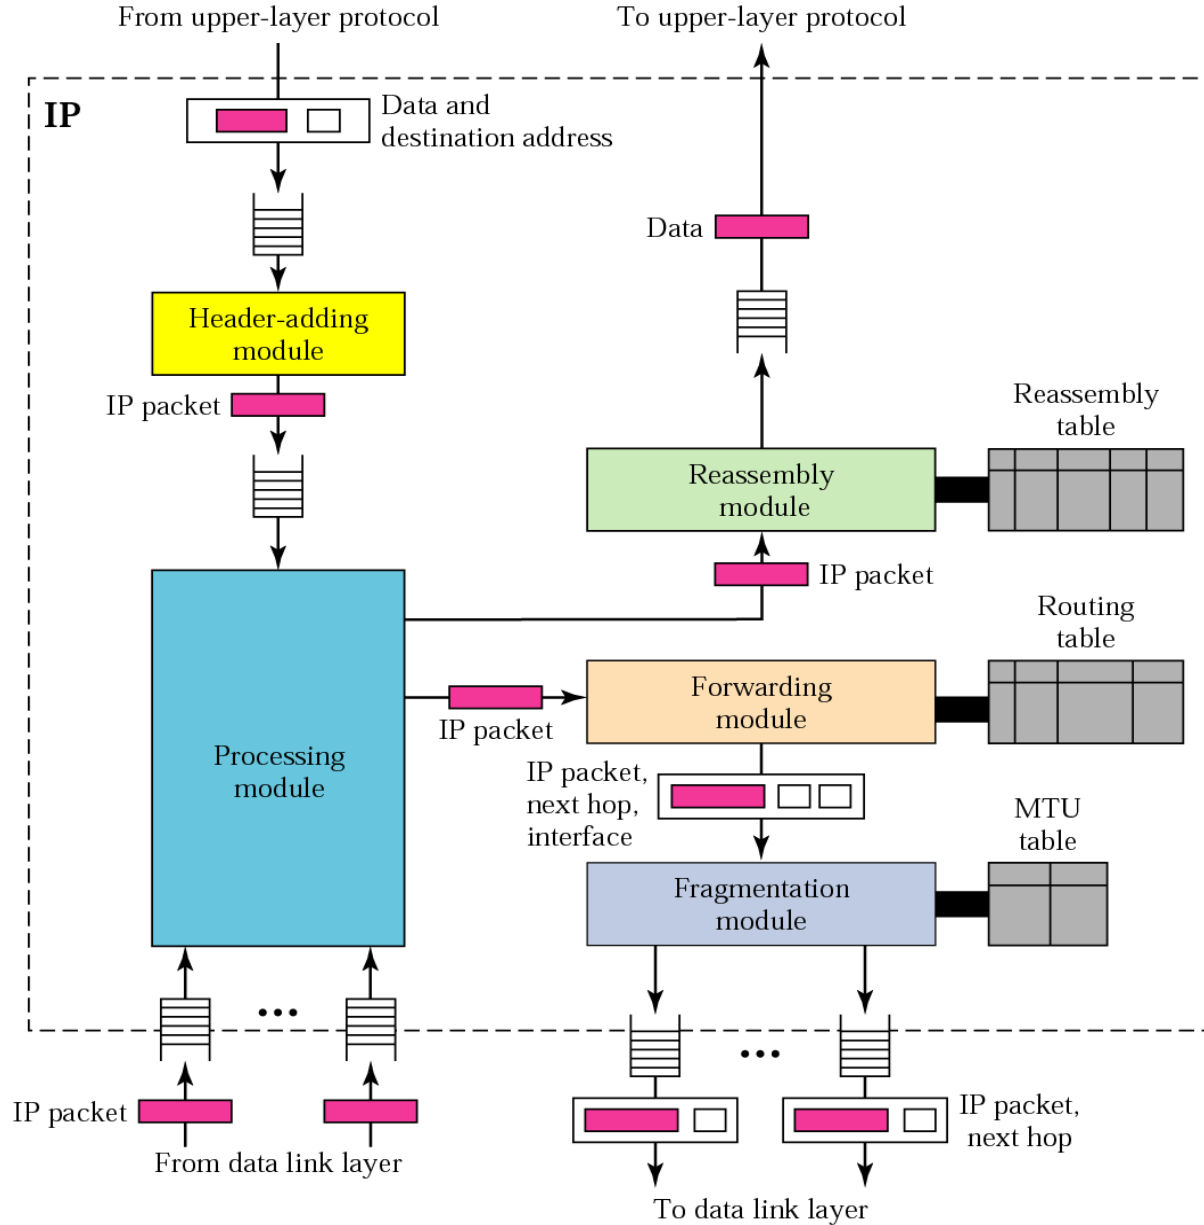 From upper-layer protocol
To upper-layer protocol
IP
Data and
destination address
Data
Header-adding
module
IP packet
Reassembly
table
Reassembly
module
IP packet
Routing
table
Forwarding
module
IP packet
Processing
module
IP packet,
next hop,
interface
MTU
table
Fragmentation
module
IP packet
From data link layer
IP packet,
next hop
To data link layer